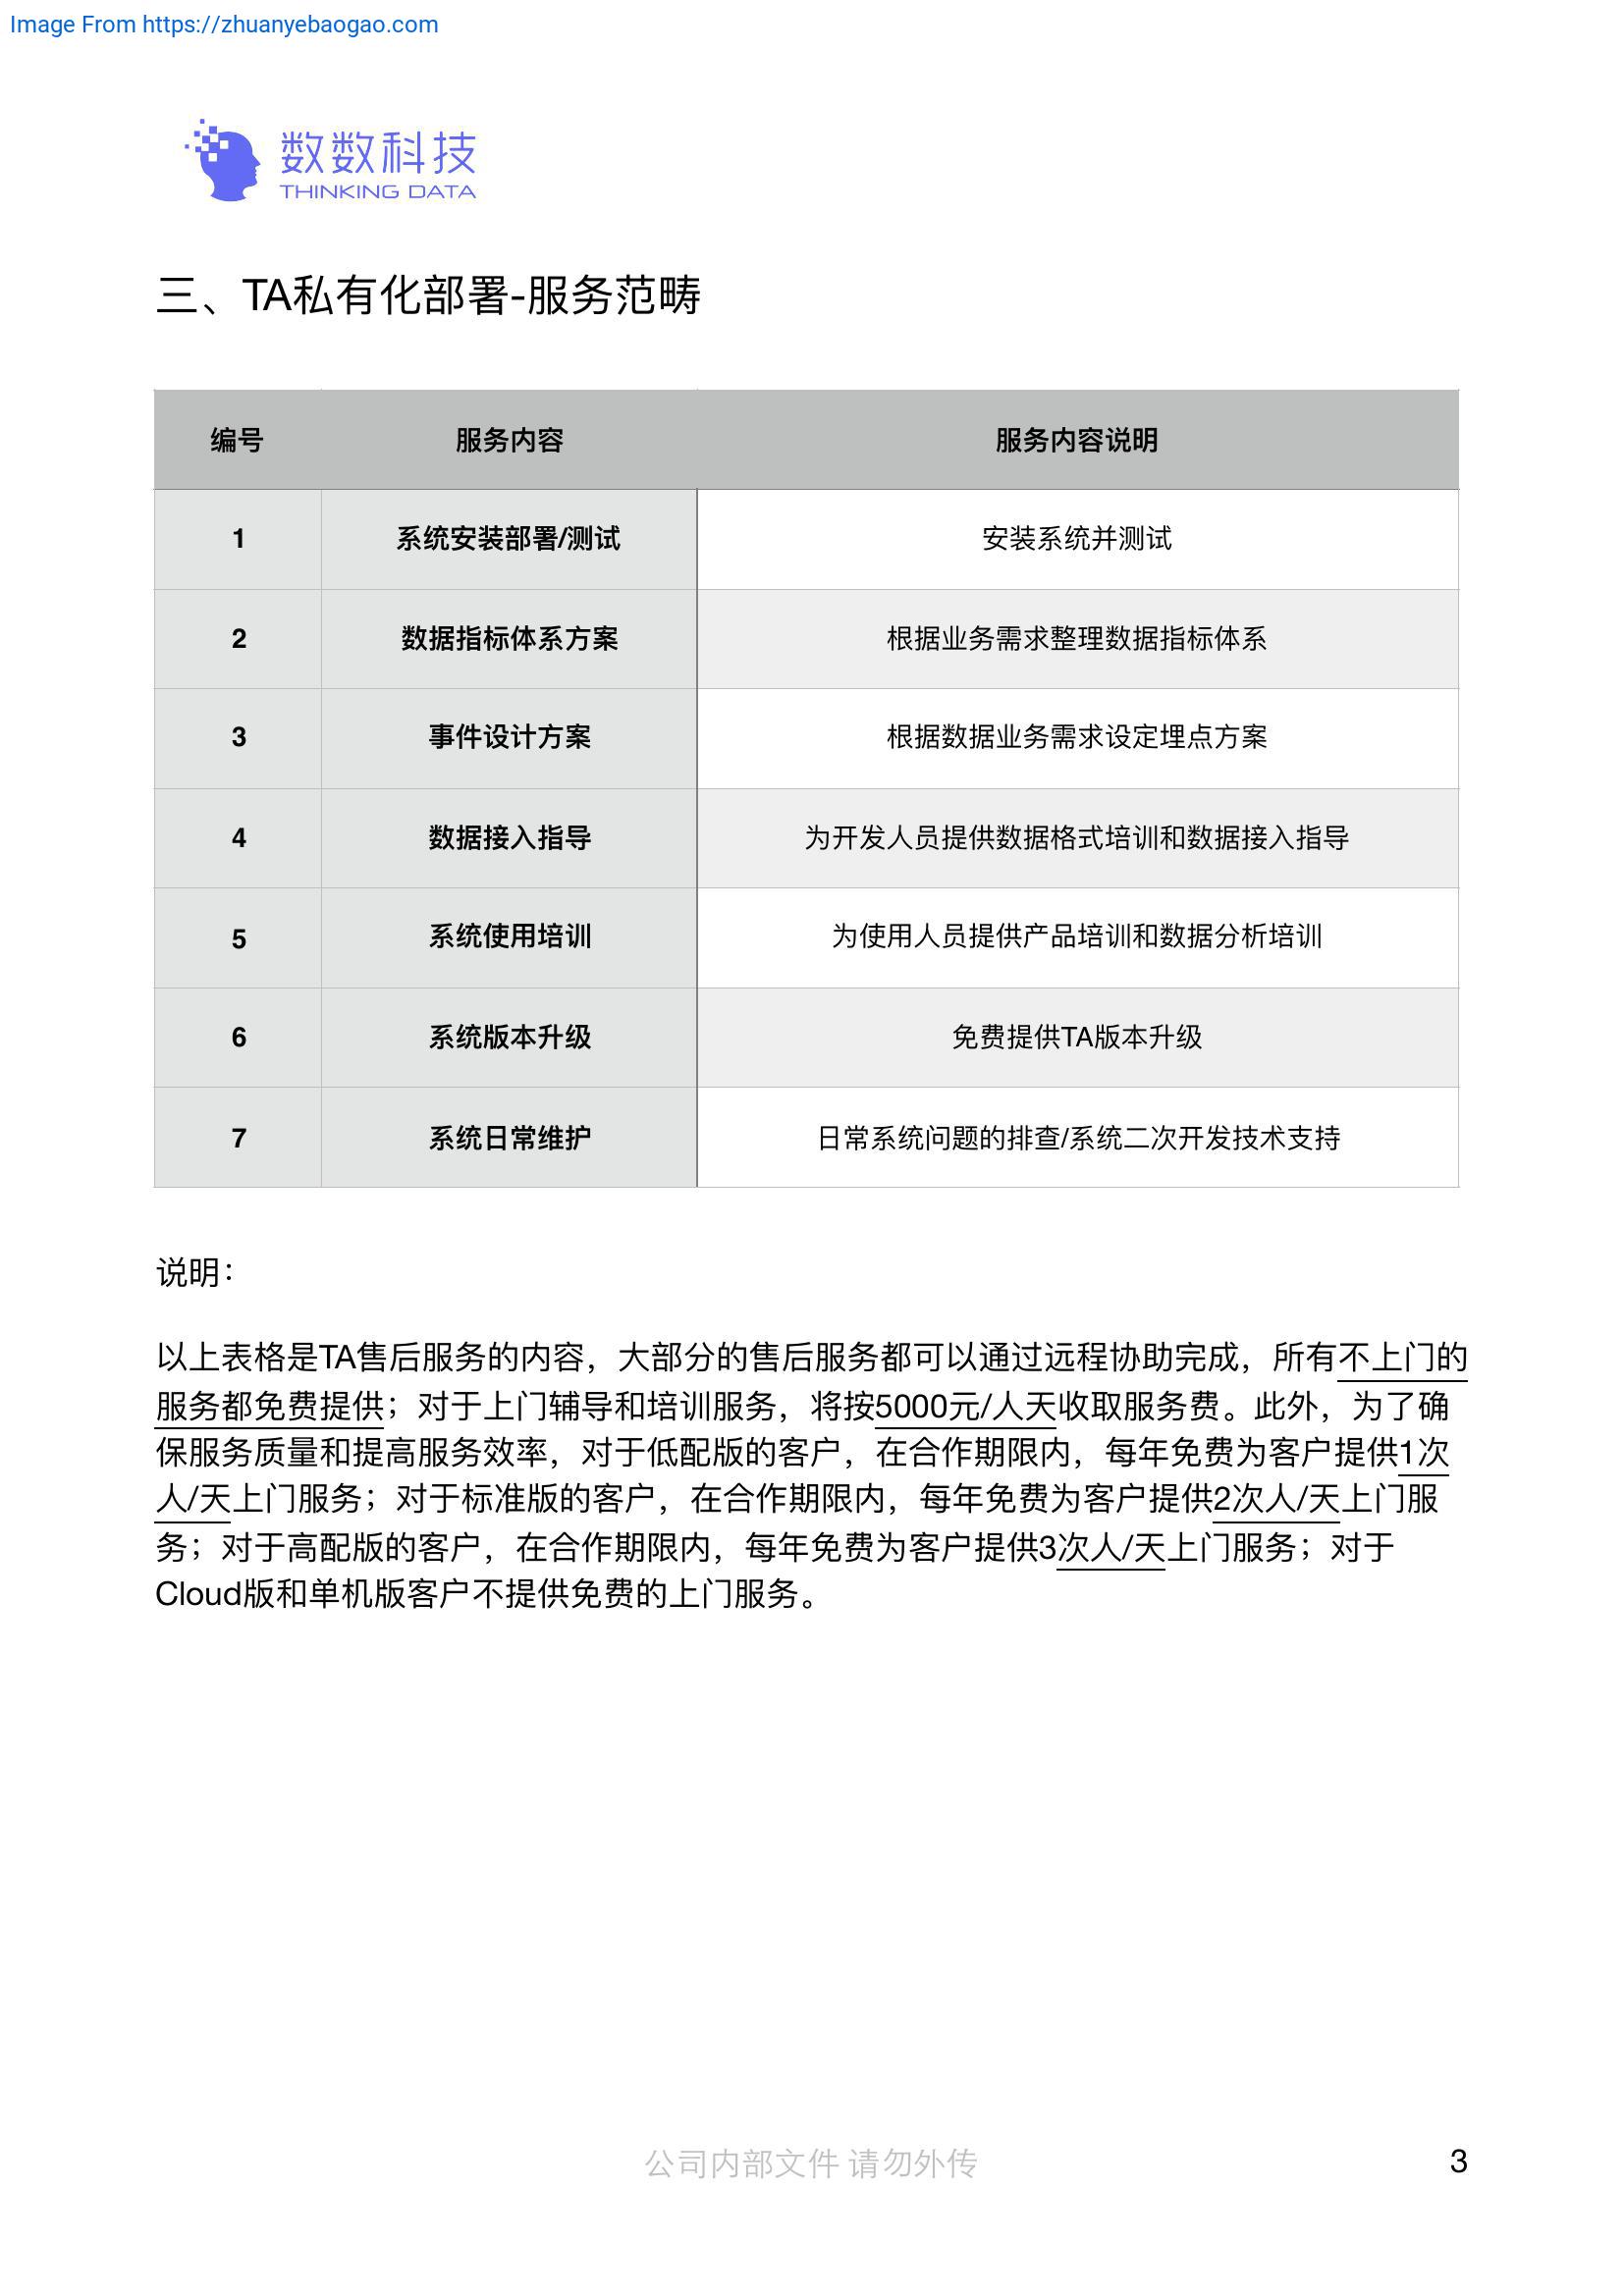 Image From https://zhuanyebaogao.com
数数科技
THINKING DATA
三、TA私有化部署-服务范畴
编号 服务内容 服务内容说明
1 系统安装部署/测试 安装系统并测试
2 数据指标体系方案 根据业务需求整理数据指标体系
3 事件设计方案 根据数据业务需求设定埋点方案
4 数据接入指导 为开发人员提供数据格式培训和数据接入指导
5 系统使用培训 为使用人员提供产品培训和数据分析培训
6 系统版本升级 免费提供TA版本升级
7 系统日常维护 日常系统问题的排查/系统二次开发技术支持
说明：
以上表格是TA售后服务的内容，大部分的售后服务都可以通过远程协助完成，所有不上门的
服务都免费提供；对于上门辅导和培训服务，将按5000元/人天收取服务费。此外，为了确
保服务质量和提高服务效率，对于低配版的客户，在合作期限内，每年免费为客户提供1次
人/天上门服务；对于标准版的客户，在合作期限内，每年免费为客户提供2次人/天上门服
务；对于高配版的客户，在合作期限内，每年免费为客户提供3次人/天上门服务；对于
Cloud版和单机版客户不提供免费的上门服务。
公司内部文件 请勿外传
3